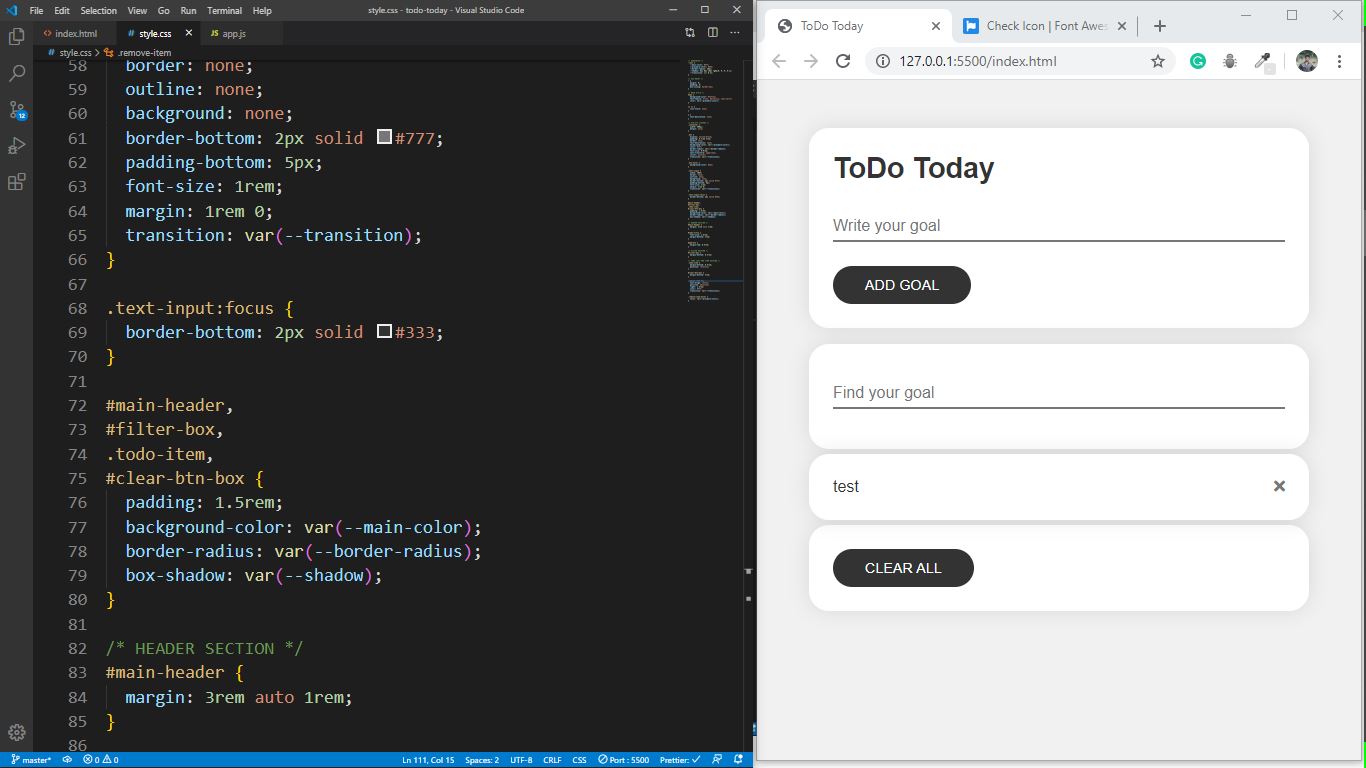 File Edit Selection View Go Run Terminal Help style.css - todo-today - Visual Studio Code
index.html style.css app.js
style.css > .remove-item
58 border: none;
59 outline: none;
60 background: none;
61 border-bottom: 2px solid #777;
62 padding-bottom: 5px;
63 font-size: 1rem;
64 margin: 1rem 0;
65 transition: var(--transition);
66 }
67
68 .text-input:focus {
69 border-bottom: 2px solid #333;
70 }
71
72 #main-header,
73 #filter-box,
74 .todo-item,
75 #clear-btn-box {
76 padding: 1.5rem;
77 background-color: var(--main-color);
78 border-radius: var(--border-radius);
79 box-shadow: var(--shadow);
80 }
81
82 /* HEADER SECTION */
83 #main-header {
84 margin: 3rem auto 1rem;
85 }
86
12
master* 0 0 Ln 111, Col 15 Spaces: 2 UTF-8 CRLF CSS Port : 5500 Prettier: ✓
ToDo Today Check Icon | Font Awes
127.0.0.1:5500/index.html
ToDo Today
Write your goal
ADD GOAL
Find your goal
test
CLEAR ALL